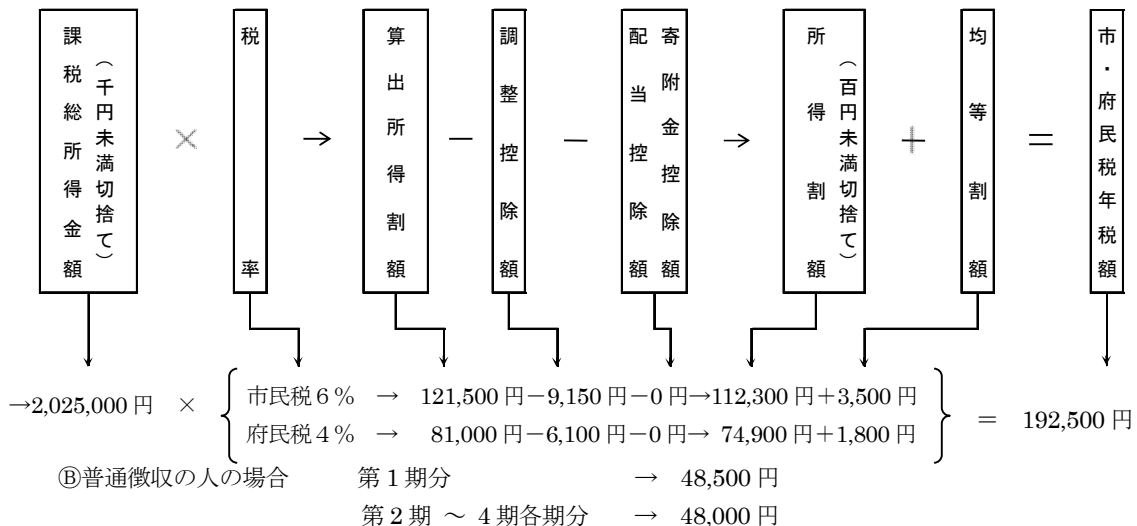 課税総所得金額
（千円未満切捨て）
×
税率
→
算出所得割額
－
調整控除額
－
寄附金控除額
配当控除額
→
所得割額
（百円未満切捨て）
＋
均等割額
＝
市・府民税年税額
→2,025,000円 × 市民税6% → 121,500円－9,150円－0円→112,300円＋3,500円
府民税4% → 81,000円－6,100円－0円→ 74,900円＋1,800円
＝ 192,500円
Ⓑ普通徴収の人の場合 第1期分 → 48,500円
第2期 ～ 4期各期分 → 48,000円